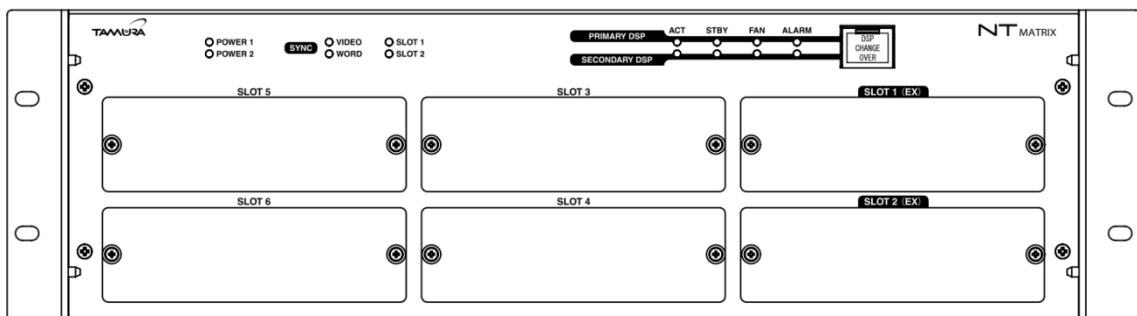 TAMURA
POWER 1
POWER 2
SYNC
VIDEO
WORD
SLOT 1
SLOT 2
PRIMARY DSP
SECONDARY DSP
ACT STBY FAN ALARM
DSP
CHANGE
OVER
NT MATRIX
SLOT 5 SLOT 3 SLOT 1 (EX)
SLOT 6 SLOT 4 SLOT 2 (EX)